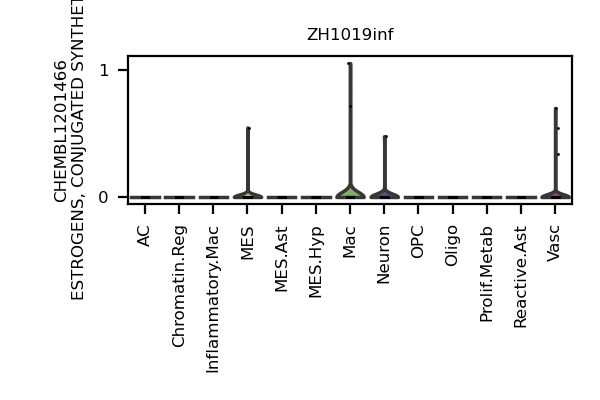 ZH1019inf
CHEMBL1201466
ESTROGENS, CONJUGATED SYNTHET
1
0
AC
Chromatin.Reg
Inflammatory.Mac
MES
MES.Ast
MES.Hyp
Mac
Neuron
OPC
Oligo
Prolif.Metab
Reactive.Ast
Vasc